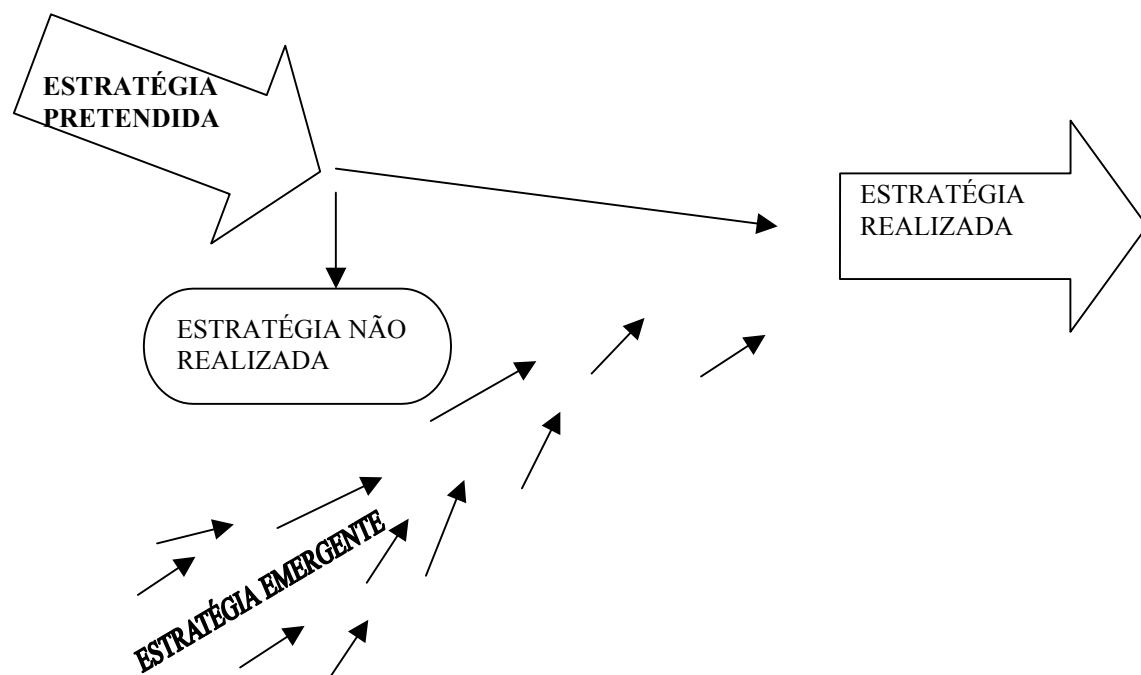 ESTRATÉGIA
PRETENDIDA
ESTRATÉGIA
REALIZADA
ESTRATÉGIA NÃO
REALIZADA
ESTRATÉGIA EMERGENTE